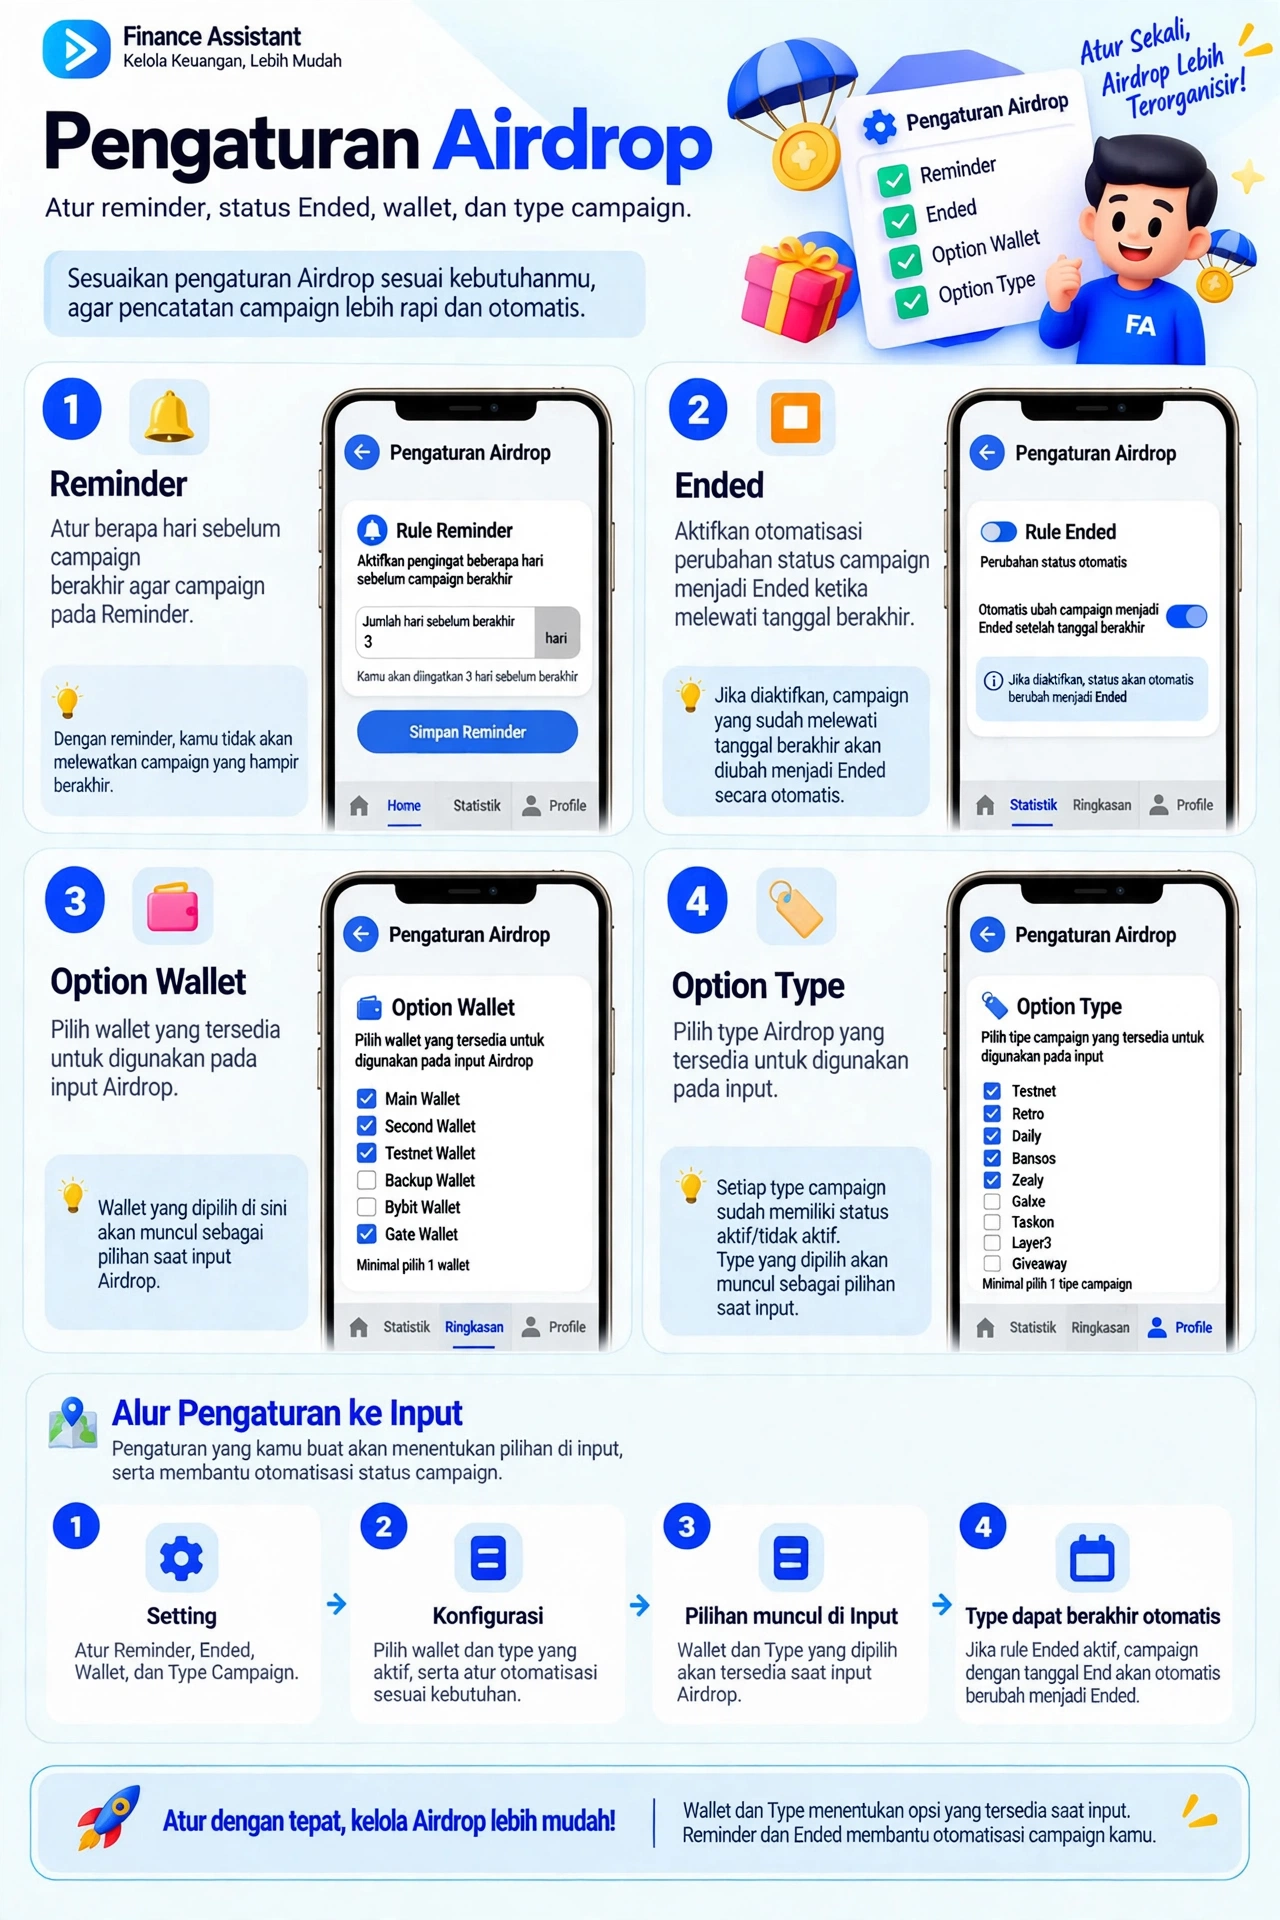 Finance Assistant
Kelola Keuangan, Lebih Mudah
Pengaturan Airdrop
Atur reminder, status Ended, wallet, dan type campaign.
Sesuaikan pengaturan Airdrop sesuai kebutuhanmu,
agar pencatatan campaign lebih rapi dan otomatis.
Atur Sekali,
Airdrop Lebih
Terorganisir!
Pengaturan Airdrop
Reminder
Ended
Option Wallet
Option Type
FA
1
Reminder
Atur berapa hari sebelum
campaign
berakhir agar campaign
pada Reminder.
Dengan reminder, kamu tidak akan
melewatkan campaign yang hampir
berakhir.
Pengaturan Airdrop
Rule Reminder
Aktifkan pengingat beberapa hari
sebelum campaign berakhir
Jumlah hari sebelum berakhir
3
hari
Kamu akan diingatkan 3 hari sebelum berakhir
Simpan Reminder
Home Statistik Profile
2
Ended
Aktifkan otomatisasi
perubahan status campaign
menjadi Ended ketika
melewati tanggal berakhir.
Jika diaktifkan, campaign
yang sudah melewati
tanggal berakhir akan
diubah menjadi Ended
secara otomatis.
Pengaturan Airdrop
Rule Ended
Perubahan status otomatis
Otomatis ubah campaign menjadi
Ended setelah tanggal berakhir
Jika diaktifkan, status akan otomatis
berubah menjadi Ended
Statistik Ringkasan Profile
3
Option Wallet
Pilih wallet yang tersedia
untuk digunakan pada
input Airdrop.
Wallet yang dipilih di sini
akan muncul sebagai
pilihan saat input
Airdrop.
Pengaturan Airdrop
Option Wallet
Pilih wallet yang tersedia untuk
digunakan pada input Airdrop
Main Wallet
Second Wallet
Testnet Wallet
Backup Wallet
Bybit Wallet
Gate Wallet
Minimal pilih 1 wallet
Statistik Ringkasan Profile
4
Option Type
Pilih type Airdrop yang
tersedia untuk digunakan
pada input.
Setiap type campaign
sudah memiliki status
aktif/tidak aktif.
Type yang dipilih akan
muncul sebagai pilihan
saat input.
Pengaturan Airdrop
Option Type
Pilih tipe campaign yang tersedia untuk
digunakan pada input
Testnet
Retro
Daily
Bansos
Zealy
Galxe
Taskon
Layer3
Giveaway
Minimal pilih 1 tipe campaign
Statistik Ringkasan Profile
Alur Pengaturan ke Input
Pengaturan yang kamu buat akan menentukan pilihan di input,
serta membantu otomatisasi status campaign.
1
Setting
Atur Reminder, Ended,
Wallet, dan Type Campaign.
2
Konfigurasi
Pilih wallet dan type yang
aktif, serta atur otomatisasi
sesuai kebutuhan.
3
Pilihan muncul di Input
Wallet dan Type yang dipilih
akan tersedia saat input
Airdrop.
4
Type dapat berakhir otomatis
Jika rule Ended aktif, campaign
dengan tanggal End akan otomatis
berubah menjadi Ended.
Atur dengan tepat, kelola Airdrop lebih mudah!
Wallet dan Type menentukan opsi yang tersedia saat input.
Reminder dan Ended membantu otomatisasi campaign kamu.